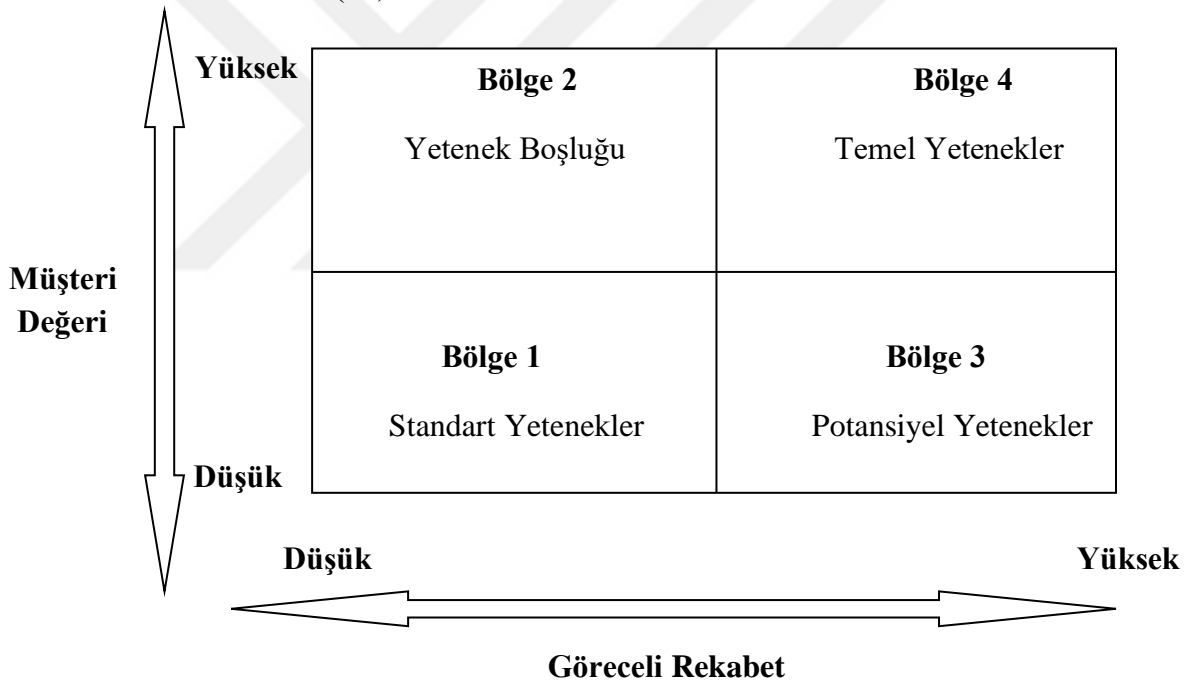 Yüksek
Bölge 2
Bölge 4
Yetenek Boşluğu
Temel Yetenekler
Müşteri
Değeri
Bölge 1
Bölge 3
Standart Yetenekler
Potansiyel Yetenekler
Düşük
Düşük
Yüksek
Göreceli Rekabet